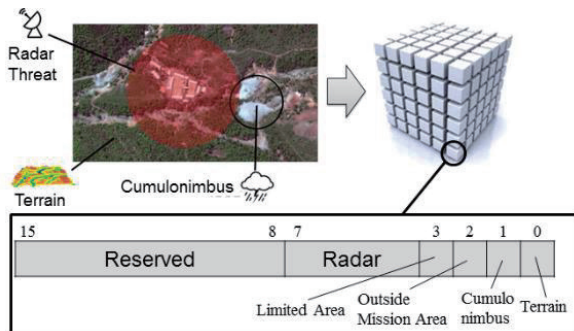 Radar
Threat
Terrain
Cumulonimbus
15
8
7
3
2
1
0
Reserved
Radar
Limited Area
Outside
Mission Area
Cumulo
nimbus
Terrain